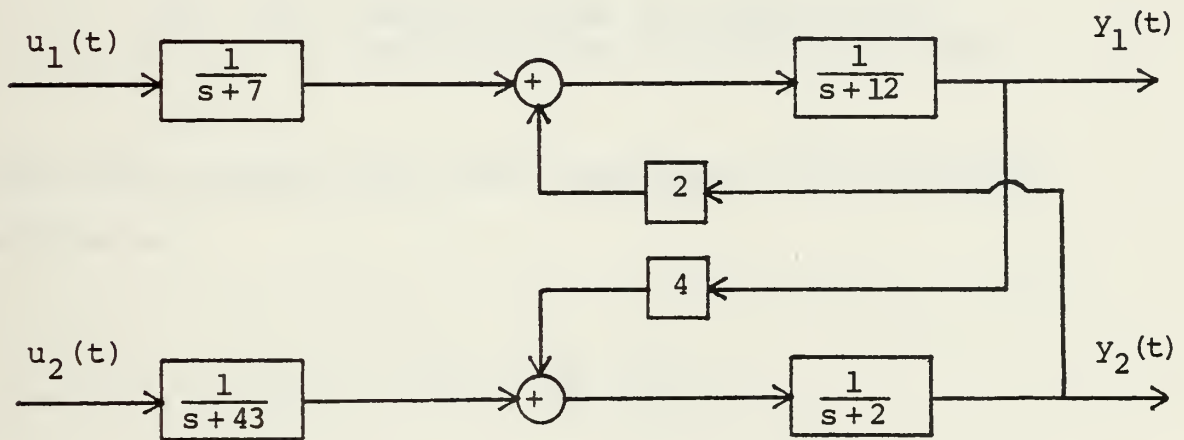 u1(t)
1
s+7
+
1
s+12
y1(t)
2
4
u2(t)
1
s+43
+
1
s+2
y2(t)